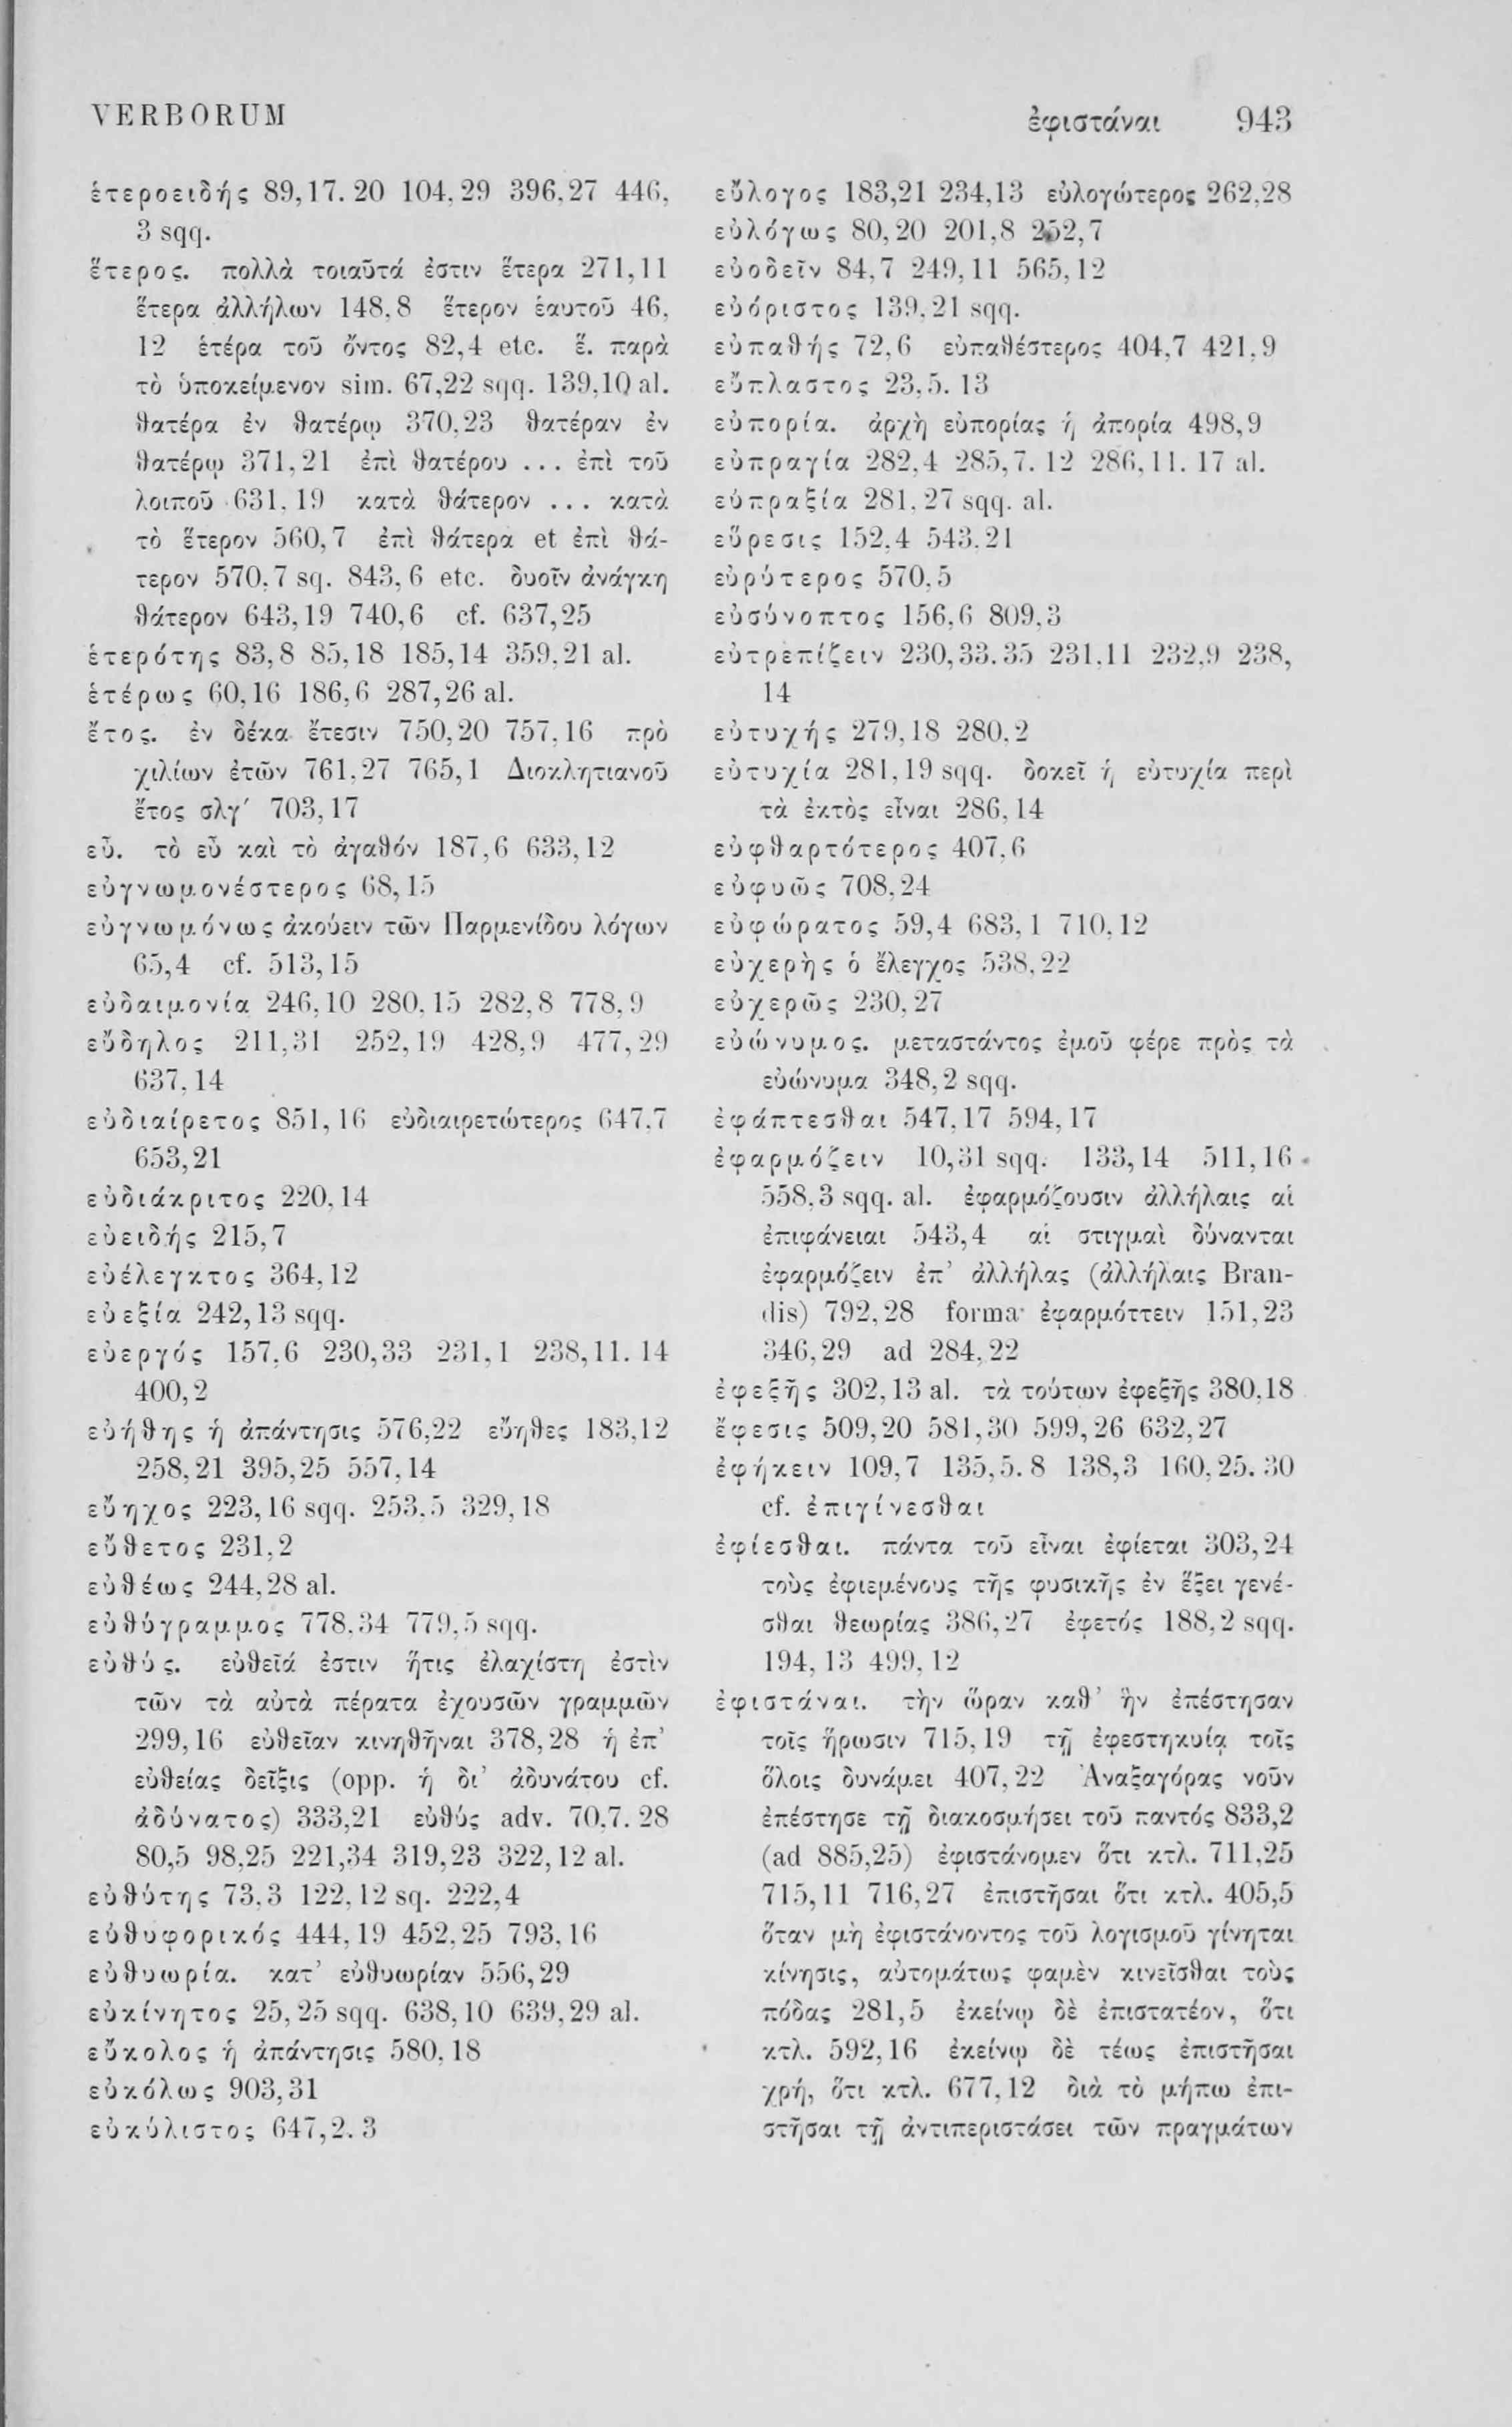 VERBORUM ἐφιστάναι 943
ἑτεροειδής 89,17. 20 104,29 396,27 446,
3 sqq.
ἕτερος. πολλὰ τοιαῦτά ἐστιν ἕτερα 271,11
ἕτερα ἀλλήλων 148,8 ἕτερον ἑαυτοῦ 46,
12 ἑτέρα τοῦ ὄντος 82,4 etc. ἕ. παρὰ
τὸ ὑποκείμενον sim. 67,22 sqq. 139,10 al.
θατέρα ἐν θατέρῳ 370,23 θατέραν ἐν
θατέρῳ 371,21 ἐπὶ θατέρου ... ἐπὶ τοῦ
λοιποῦ 631,19 κατὰ θάτερον ... κατὰ
τὸ ἕτερον 560,7 ἐπὶ θάτερα et ἐπὶ θά-
τερον 570,7 sq. 843,6 etc. δυοῖν ἀνάγκη
θάτερον 643,19 740,6 cf. 637,25
ἑτερότης 83,8 85,18 185,14 359,21 al.
ἑτέρως 60,16 186,6 287,26 al.
ἔτος. ἐν δέκα ἔτεσιν 750,20 757,16 πρὸ
χιλίων ἐτῶν 761,27 765,1 Διοκλητιανοῦ
ἔτος σλγ′ 703,17
εὖ. τὸ εὖ καὶ τὸ ἀγαθόν 187,6 633,12
εὐγνωμονέστερος 68,15
εὐγνωμόνως ἀκούειν τῶν Παρμενίδου λόγων
65,4 cf. 513,15
εὐδαιμονία 246,10 280,15 282,8 778,9
εὔδηλος 211,31 252,19 428,9 477,29
637,14
εὐδιαίρετος 851,16 εὐδιαιρετώτερος 647,7
653,21
εὐδιάκριτος 220,14
εὐειδής 215,7
εὐέλεγκτος 364,12
εὐεξία 242,13 sqq.
εὐεργός 157,6 230,33 231,1 238,11. 14
400,2
εὐήθης ἡ ἀπάντησις 576,22 εὔηθες 183,12
258,21 395,25 557,14
εὔηχος 223,16 sqq. 253,5 329,18
εὔθετος 231,2
εὐθέως 244,28 al.
εὐθύγραμμος 778,34 779,5 sqq.
εὐθύς. εὐθεῖά ἐστιν ἥτις ἐλαχίστη ἐστὶν
τῶν τὰ αὐτὰ πέρατα ἐχουσῶν γραμμῶν
299,16 εὐθεῖαν κινηθῆναι 378,28 ἡ ἐπ’
εὐθείας δεῖξις (opp. ἡ δι’ ἀδυνάτου cf.
ἀδύνατος) 333,21 εὐθύς adv. 70,7. 28
80,5 98,25 221,34 319,23 322,12 al.
εὐθύτης 73,3 122,12 sq. 222,4
εὐθυφορικός 444,19 452,25 793,16
εὐθυωρία. κατ’ εὐθυωρίαν 556,29
εὐκίνητος 25,25 sqq. 638,10 639,29 al.
εὔκολος ἡ ἀπάντησις 580,18
εὐκόλως 903,31
εὐκύλιστος 647,2. 3
εὔλογος 183,21 234,13 εὐλογώτερος 262,28
εὐλόγως 80,20 201,8 252,7
εὐοδεῖν 84,7 249,11 565,12
εὐόριστος 139,21 sqq.
εὐπαθής 72,6 εὐπαθέστερος 404,7 421,9
εὔπλαστος 23,5. 13
εὐπορία. ἀρχὴ εὐπορίας ἡ ἀπορία 498,9
εὐπραγία 282,4 285,7. 12 286,11. 17 al.
εὐπραξία 281,27 sqq. al.
εὕρεσις 152,4 543,21
εὐρύτερος 570,5
εὐσύνοπτος 156,6 809,3
εὐτρεπίζειν 230,33. 35 231,11 232,9 238,
14
εὐτυχής 279,18 280,2
εὐτυχία 281,19 sqq. δοκεῖ ἡ εὐτυχία περὶ
τὰ ἐκτὸς εἶναι 286,14
εὐφθαρτότερος 407,6
εὐφυῶς 708,24
εὐφώρατος 59,4 683,1 710,12
εὐχερὴς ὁ ἔλεγχος 538,22
εὐχερῶς 230,27
εὐώνυμος. μεταστάντος ἐμοῦ φέρε πρὸς τὰ
εὐώνυμα 348,2 sqq.
ἐφάπτεσθαι 547,17 594,17
ἐφαρμόζειν 10,31 sqq. 133,14 511,16
558,3 sqq. al. ἐφαρμόζουσιν ἀλλήλαις αἱ
ἐπιφάνειαι 543,4 αἱ στιγμαὶ δύνανται
ἐφαρμόζειν ἐπ’ ἀλλήλας (ἀλλήλαις Bran-
dis) 792,28 forma ἐφαρμόττειν 151,23
346,29 ad 284,22
ἐφεξῆς 302,13 al. τὰ τούτων ἐφεξῆς 380,18
ἔφεσις 509,20 581,30 599,26 632,27
ἐφήκειν 109,7 135,5. 8 138,3 160,25. 30
cf. ἐπιγίνεσθαι
ἐφίεσθαι. πάντα τοῦ εἶναι ἐφίεται 303,24
τοὺς ἐφιεμένους τῆς φυσικῆς ἐν ἕξει γενέ-
σθαι θεωρίας 386,27 ἐφετός 188,2 sqq.
194,13 499,12
ἐφιστάναι. τὴν ὥραν καθ’ ἣν ἐπέστησαν
τοῖς ἥρωσιν 715,19 τῇ ἐφεστηκυίᾳ τοῖς
ὅλοις δυνάμει 407,22 Ἀναξαγόρας νοῦν
ἐπέστησε τῇ διακοσμήσει τοῦ παντός 833,2
(ad 885,25) ἐφιστάνομεν ὅτι κτλ. 711,25
715,11 716,27 ἐπιστῆσαι ὅτι κτλ. 405,5
ὅταν μὴ ἐφιστάνοντος τοῦ λογισμοῦ γίνηται
κίνησις, αὐτομάτως φαμὲν κινεῖσθαι τοὺς
πόδας 281,5 ἐκείνῳ δὲ ἐπιστατέον, ὅτι
κτλ. 592,16 ἐκείνῳ δὲ τέως ἐπιστῆσαι
χρή, ὅτι κτλ. 677,12 διὰ τὸ μήπω ἐπι-
στῆσαι τῇ ἀντιπεριστάσει τῶν πραγμάτων